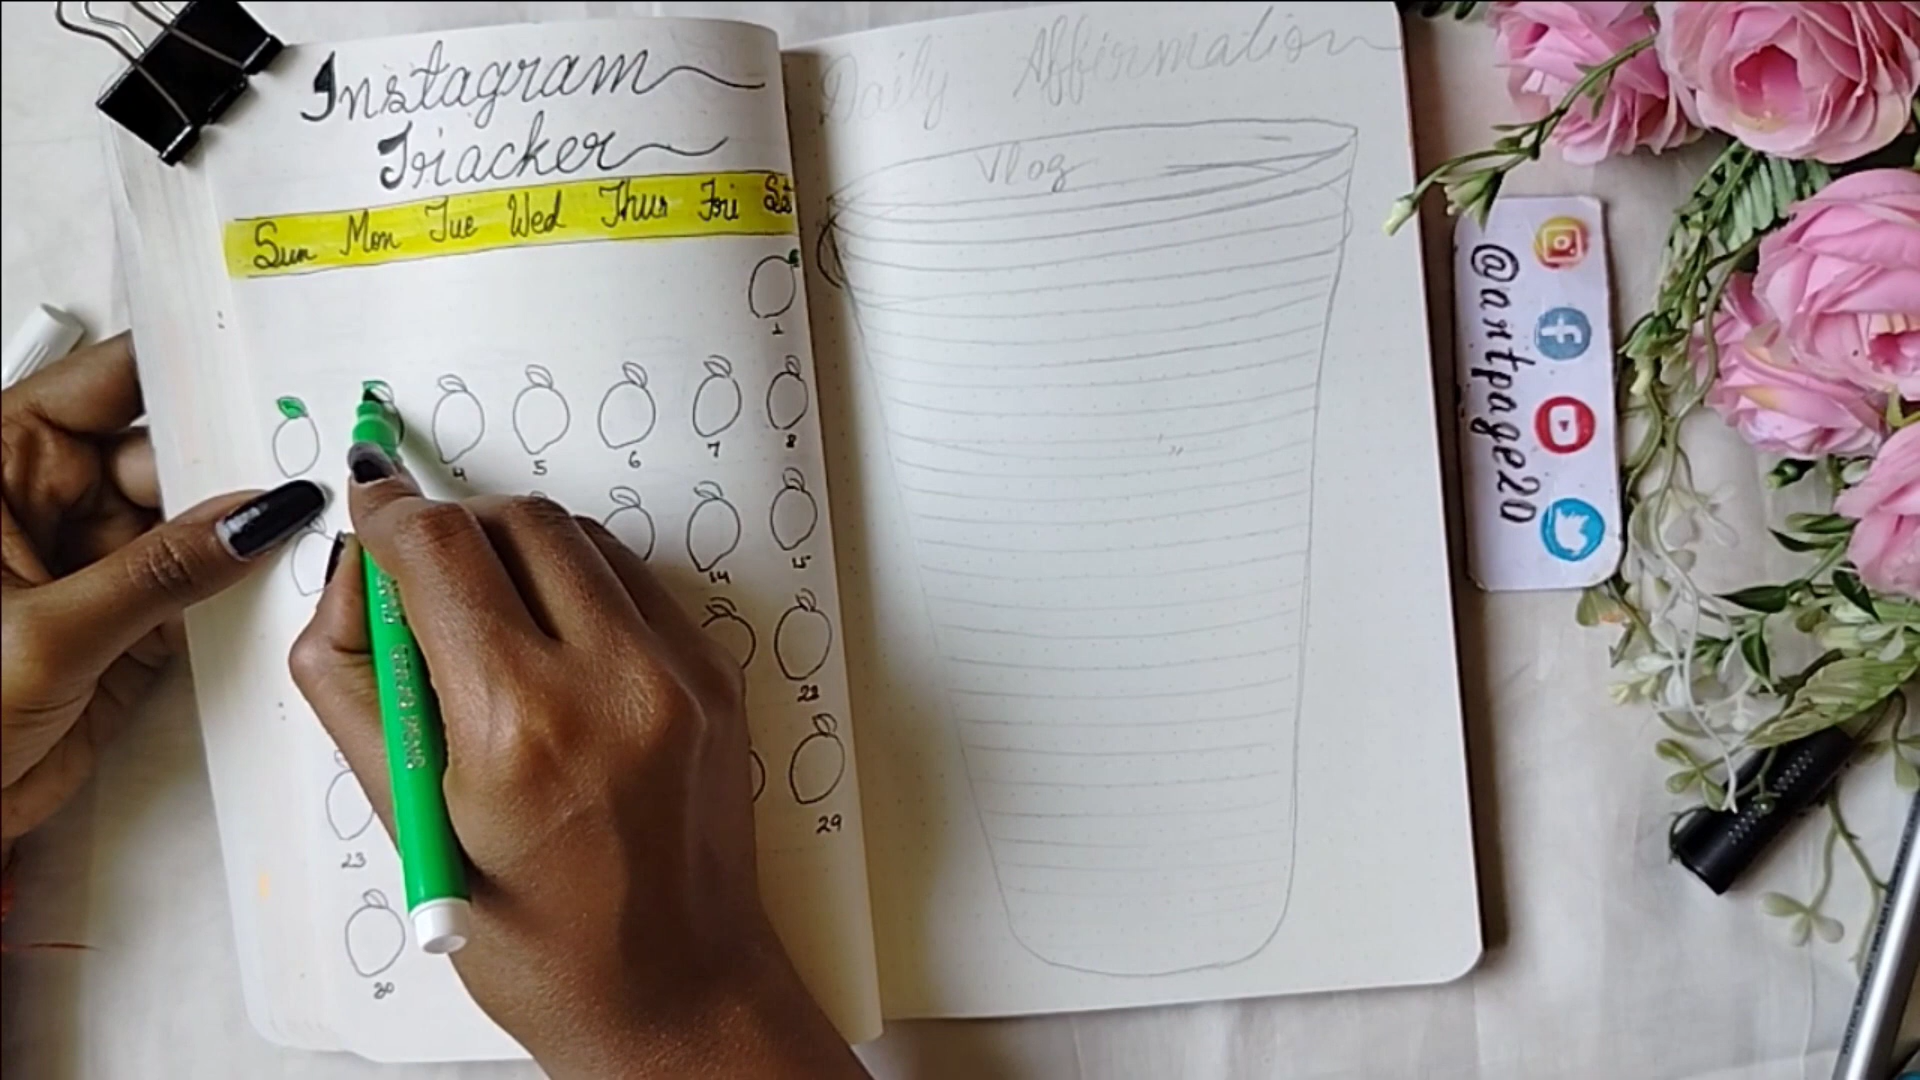 Instagram
Tracker
Sun Mon Tue Wed Thur Fri Sat
1
4 5 6 7 8
14 15
22
23 29
30
Daily Affirmation
Vlog
@artpage20